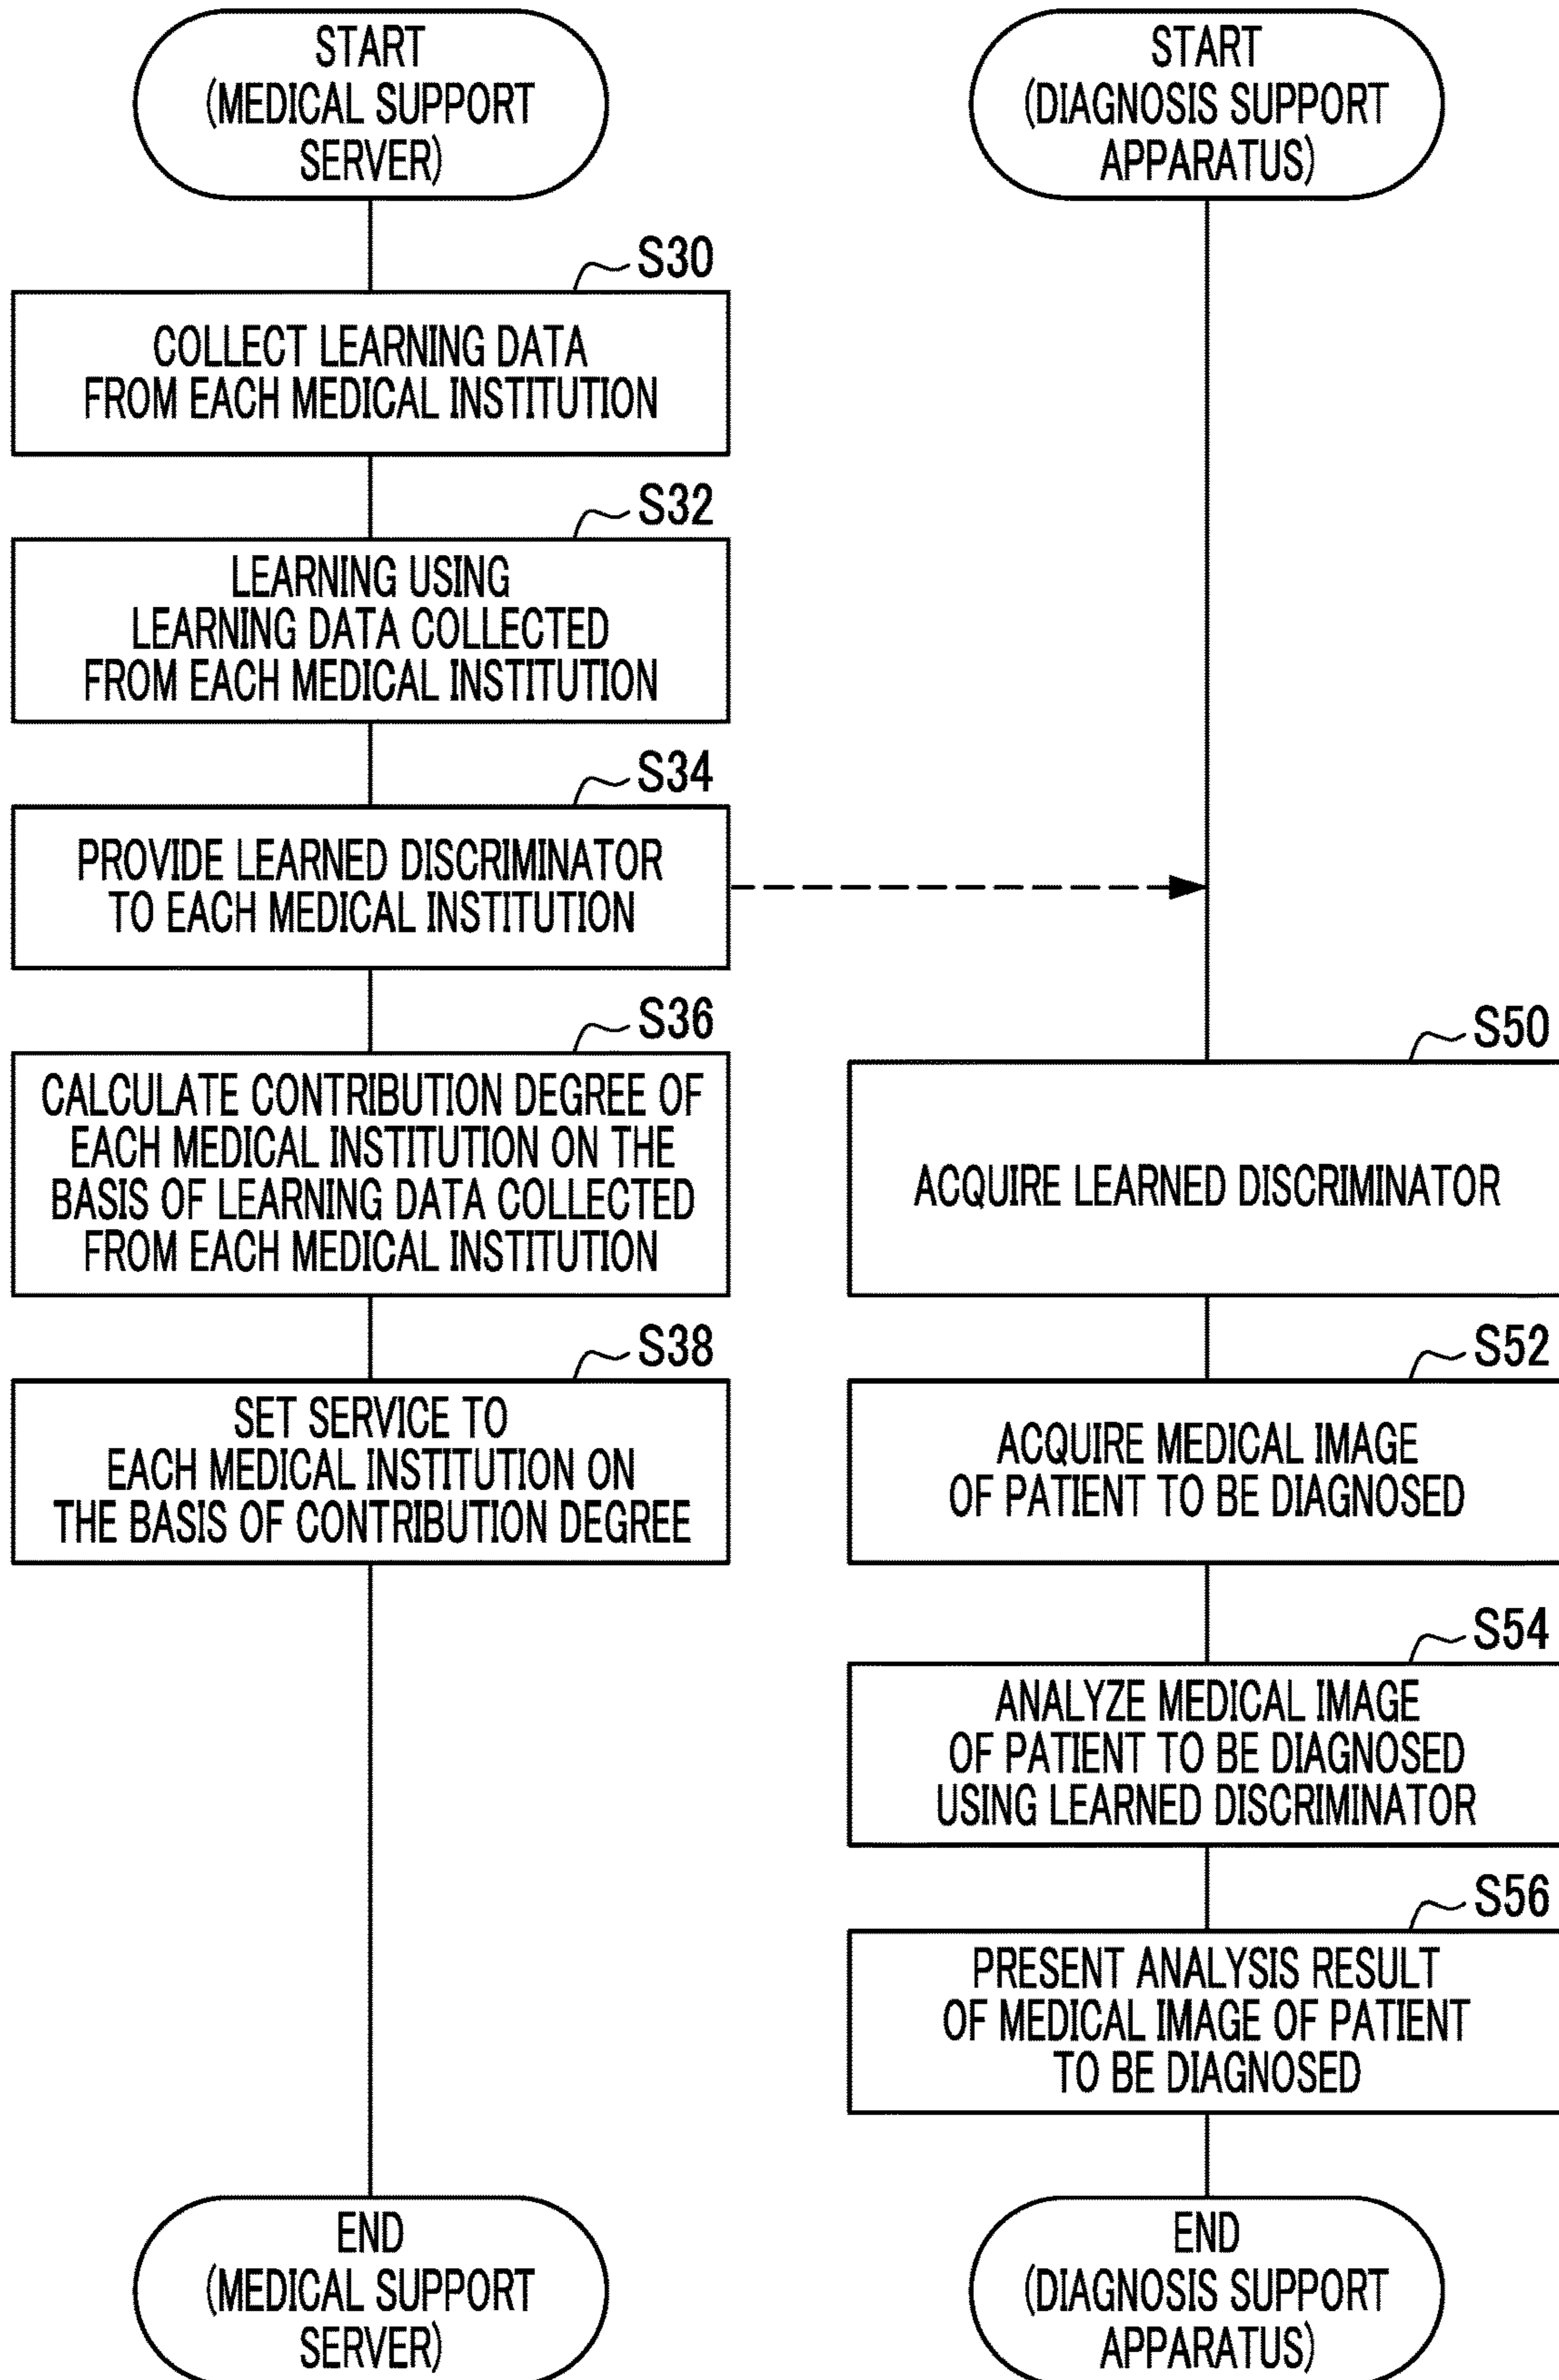 START
(MEDICAL SUPPORT
SERVER)
S30
COLLECT LEARNING DATA
FROM EACH MEDICAL INSTITUTION
S32
LEARNING USING
LEARNING DATA COLLECTED
FROM EACH MEDICAL INSTITUTION
S34
PROVIDE LEARNED DISCRIMINATOR
TO EACH MEDICAL INSTITUTION
S36
CALCULATE CONTRIBUTION DEGREE OF
EACH MEDICAL INSTITUTION ON THE
BASIS OF LEARNING DATA COLLECTED
FROM EACH MEDICAL INSTITUTION
S38
SET SERVICE TO
EACH MEDICAL INSTITUTION ON
THE BASIS OF CONTRIBUTION DEGREE
END
(MEDICAL SUPPORT
SERVER)
START
(DIAGNOSIS SUPPORT
APPARATUS)
S50
ACQUIRE LEARNED DISCRIMINATOR
S52
ACQUIRE MEDICAL IMAGE
OF PATIENT TO BE DIAGNOSED
S54
ANALYZE MEDICAL IMAGE
OF PATIENT TO BE DIAGNOSED
USING LEARNED DISCRIMINATOR
S56
PRESENT ANALYSIS RESULT
OF MEDICAL IMAGE OF PATIENT
TO BE DIAGNOSED
END
(DIAGNOSIS SUPPORT
APPARATUS)